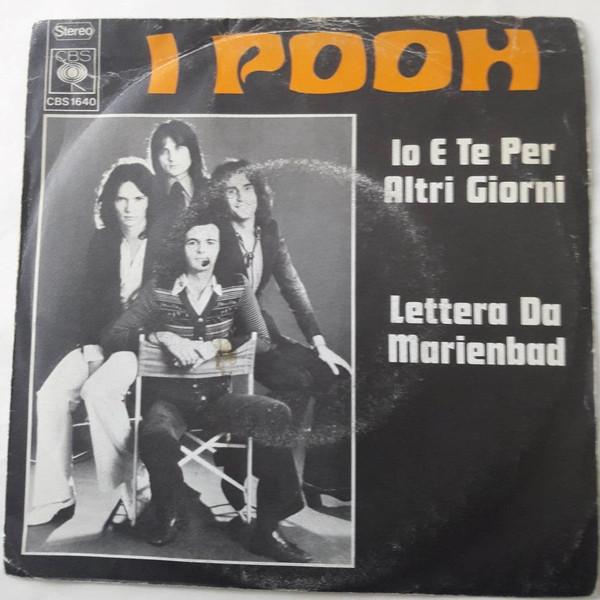 Stereo
CBS
CBS 1640
I POOH
Io E Te Per
Altri Giorni
Lettera Da
Marienbad